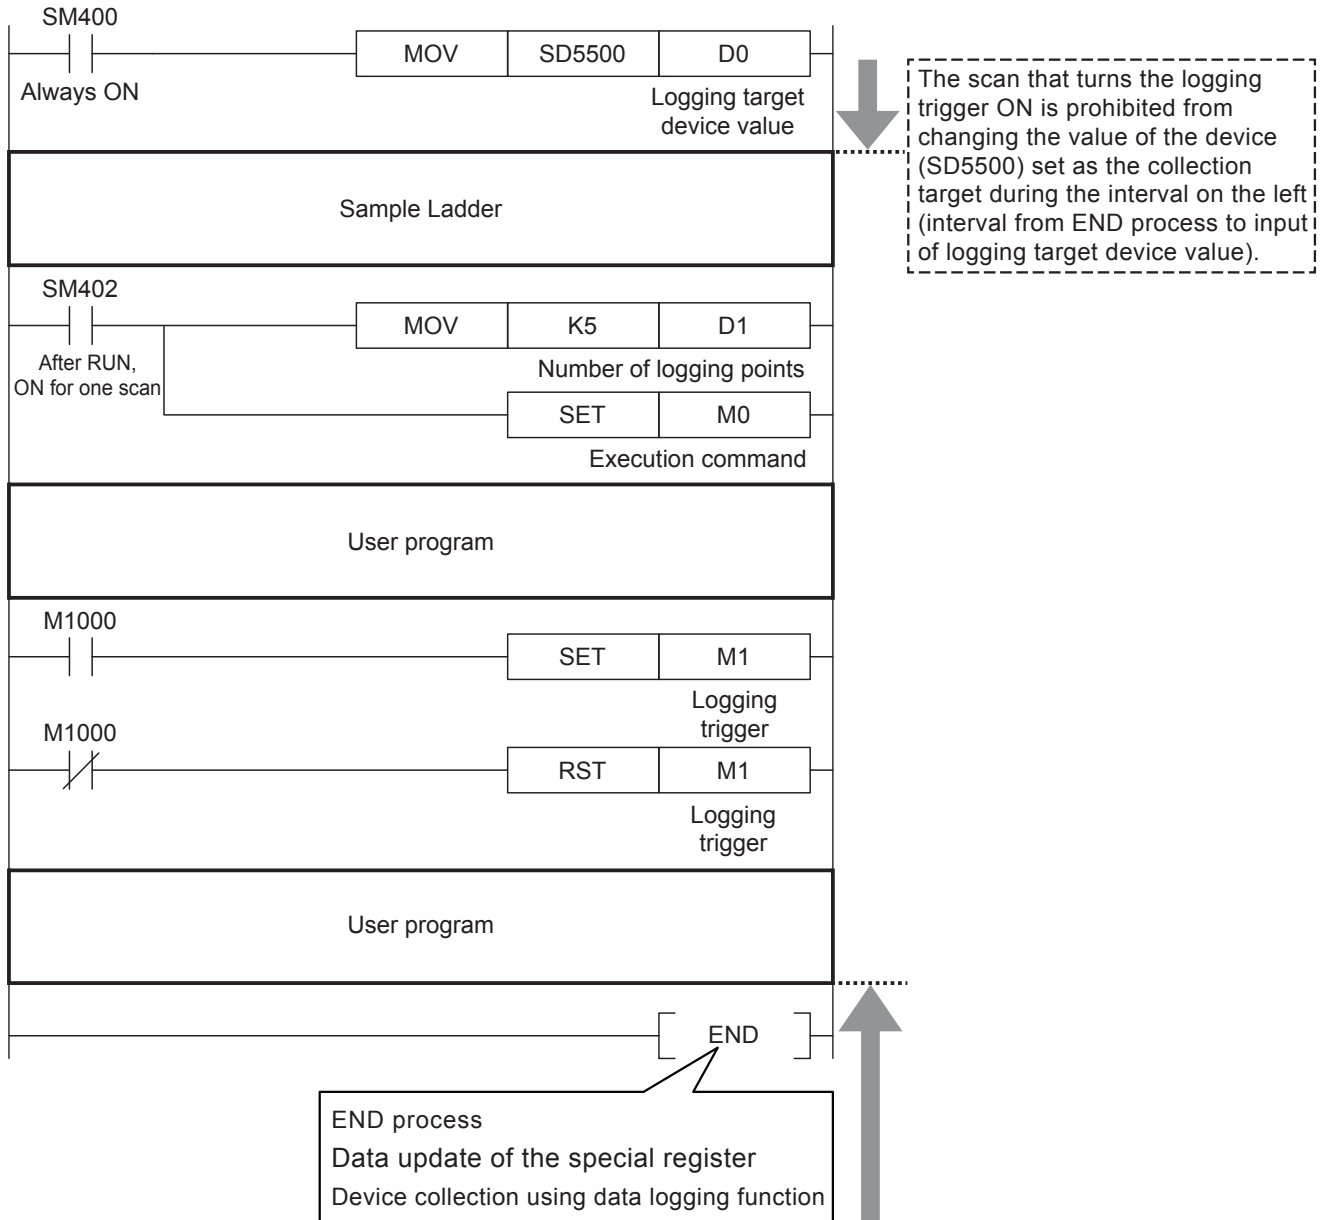 SM400
MOV SD5500 D0
Always ON
Logging target
device value
The scan that turns the logging
trigger ON is prohibited from
changing the value of the device
(SD5500) set as the collection
target during the interval on the left
(interval from END process to input
of logging target device value).
Sample Ladder
SM402
MOV K5 D1
After RUN,
ON for one scan
Number of logging points
SET M0
Execution command
User program
M1000
SET M1
Logging
trigger
M1000
RST M1
Logging
trigger
User program
END
END process
Data update of the special register
Device collection using data logging function